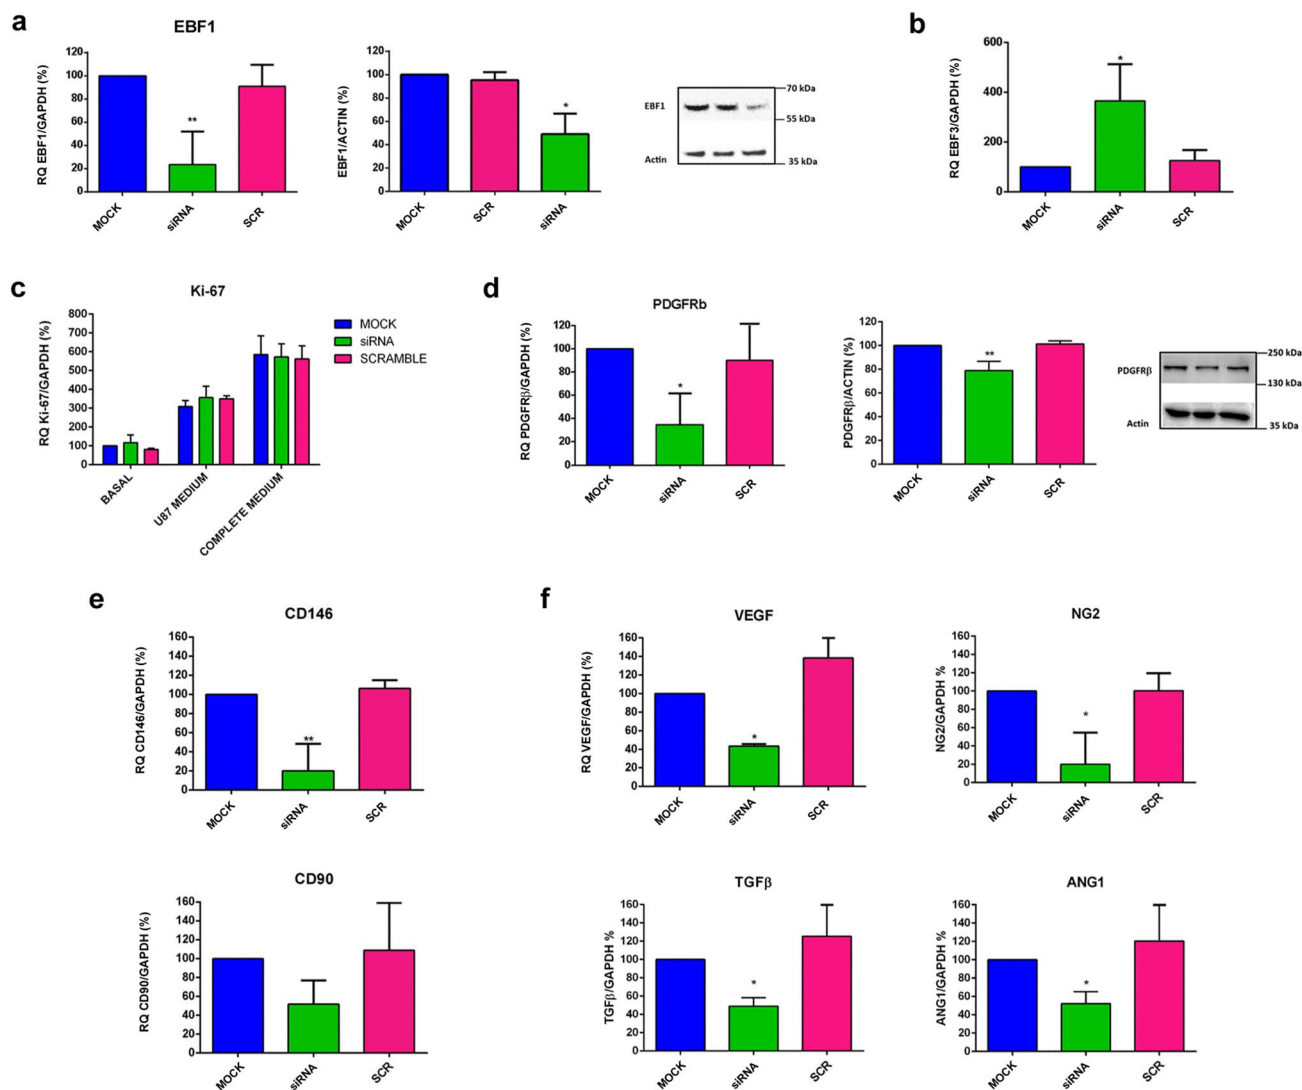 a
EBF1
RQ EBF1/GAPDH (%)
120
100
80
60
40
20
0
**
MOCK
siRNA
SCR
EBF1/ACTIN (%)
120
100
80
60
40
20
0
*
MOCK
SCR
siRNA
EBF1
Actin
70 kDa
55 kDa
35 kDa
b
RQ EBF3/GAPDH (%)
600
400
200
0
*
MOCK
siRNA
SCR
c
Ki-67
RQ Ki-67/GAPDH (%)
800
700
600
500
400
300
200
100
0
BASAL
U87 MEDIUM
COMPLETE MEDIUM
MOCK
siRNA
SCRAMBLE
d
PDGFRb
RQ PDGFRβ/GAPDH (%)
120
100
80
60
40
20
0
*
MOCK
siRNA
SCR
PDGFRβ/ACTIN (%)
120
100
80
60
40
20
0
**
MOCK
siRNA
SCR
PDGFRβ
Actin
250 kDa
130 kDa
35 kDa
e
CD146
RQ CD146/GAPDH (%)
160
140
120
100
80
60
40
20
0
**
MOCK
siRNA
SCR
CD90
RQ CD90/GAPDH (%)
160
140
120
100
80
60
40
20
0
MOCK
siRNA
SCR
f
VEGF
RQ VEGF/GAPDH (%)
160
140
120
100
80
60
40
20
0
*
MOCK
siRNA
SCR
NG2
NG2/GAPDH %
160
140
120
100
80
60
40
20
0
*
MOCK
siRNA
SCR
TGFβ
TGFβ/GAPDH %
160
140
120
100
80
60
40
20
0
*
MOCK
siRNA
SCR
ANG1
ANG1/GAPDH %
160
140
120
100
80
60
40
20
0
*
MOCK
siRNA
SCR